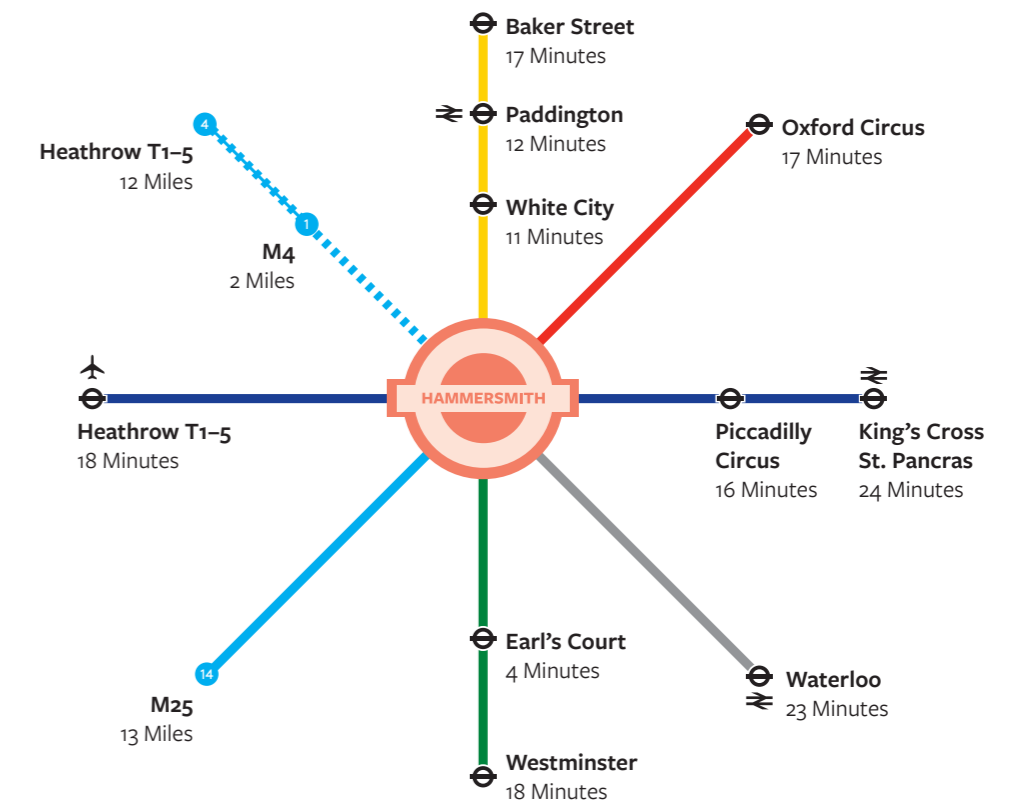 Baker Street
17 Minutes
Paddington
12 Minutes
White City
11 Minutes
Oxford Circus
17 Minutes
4
Heathrow T1–5
12 Miles
1
M4
2 Miles
HAMMERSMITH
Heathrow T1–5
18 Minutes
Piccadilly
Circus
16 Minutes
King's Cross
St. Pancras
24 Minutes
14
M25
13 Miles
Earl's Court
4 Minutes
Waterloo
23 Minutes
Westminster
18 Minutes